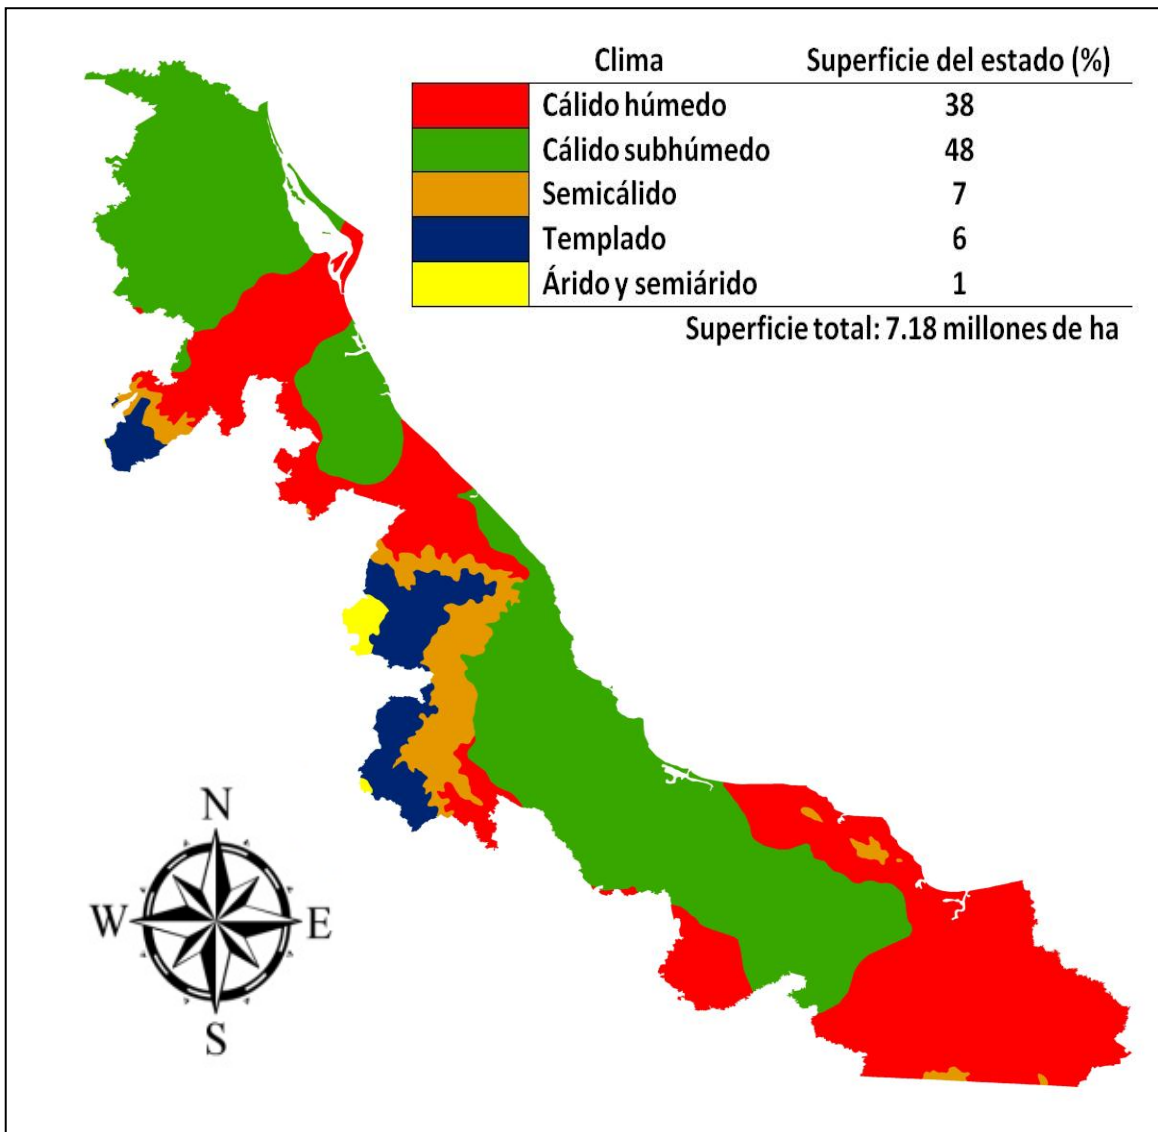 Clima Superficie del estado (%)
Cálido húmedo 38
Cálido subhúmedo 48
Semicálido 7
Templado 6
Árido y semiárido 1
Superficie total: 7.18 millones de ha
N
W E
S